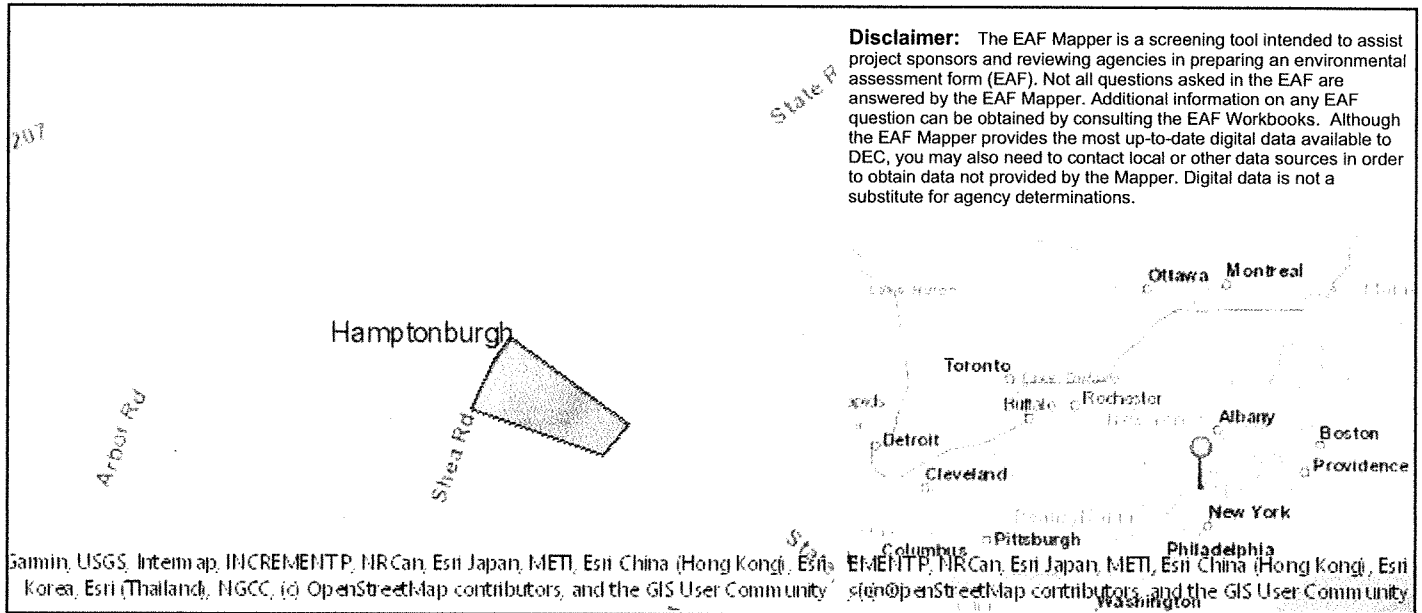 207
State R
Hamptonburgh
Arbor Rd
Shea Rd
Sta
Garmin, USGS, Intermap, INCREMENT P, NRCan, Esri Japan, METI, Esri China (Hong Kong), Esri
Korea, Esri (Thailand), NGCC, (c) OpenStreetMap contributors, and the GIS User Community
Disclaimer: The EAF Mapper is a screening tool intended to assist
project sponsors and reviewing agencies in preparing an environmental
assessment form (EAF). Not all questions asked in the EAF are
answered by the EAF Mapper. Additional information on any EAF
question can be obtained by consulting the EAF Workbooks. Although
the EAF Mapper provides the most up-to-date digital data available to
DEC, you may also need to contact local or other data sources in order
to obtain data not provided by the Mapper. Digital data is not a
substitute for agency determinations.
Ottawa
Montreal
Toronto
Buffalo
Rochester
Albany
Detroit
Boston
Cleveland
Providence
New York
Columbus
Pittsburgh
Philadelphia
EMENT P, NRCan, Esri Japan, METI, Esri China (Hong Kong), Esri
OpenStreetMap contributors, and the GIS User Community
Washington